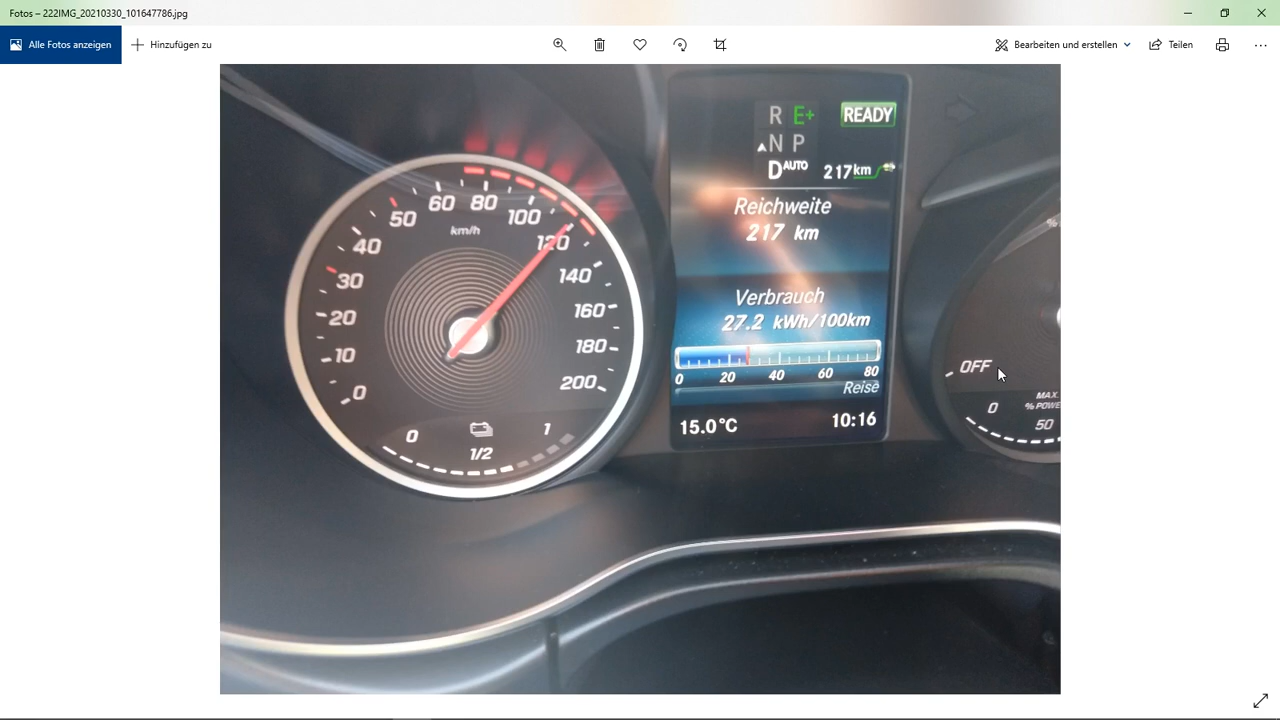 Fotos – 222IMG_20210330_101647786.jpg
Alle Fotos anzeigen
Hinzufügen zu
Bearbeiten und erstellen
Teilen
R E+ READY
N P
D AUTO 217km
Reichweite
217 km
Verbrauch
27.2 kWh/100km
0 20 40 60 80
Reise
15.0°C 10:16
0
10
20
30
40
50
60
80
100
120
140
160
180
200
km/h
0 1/2 1
%
OFF
0
MAX.
% POWE
50